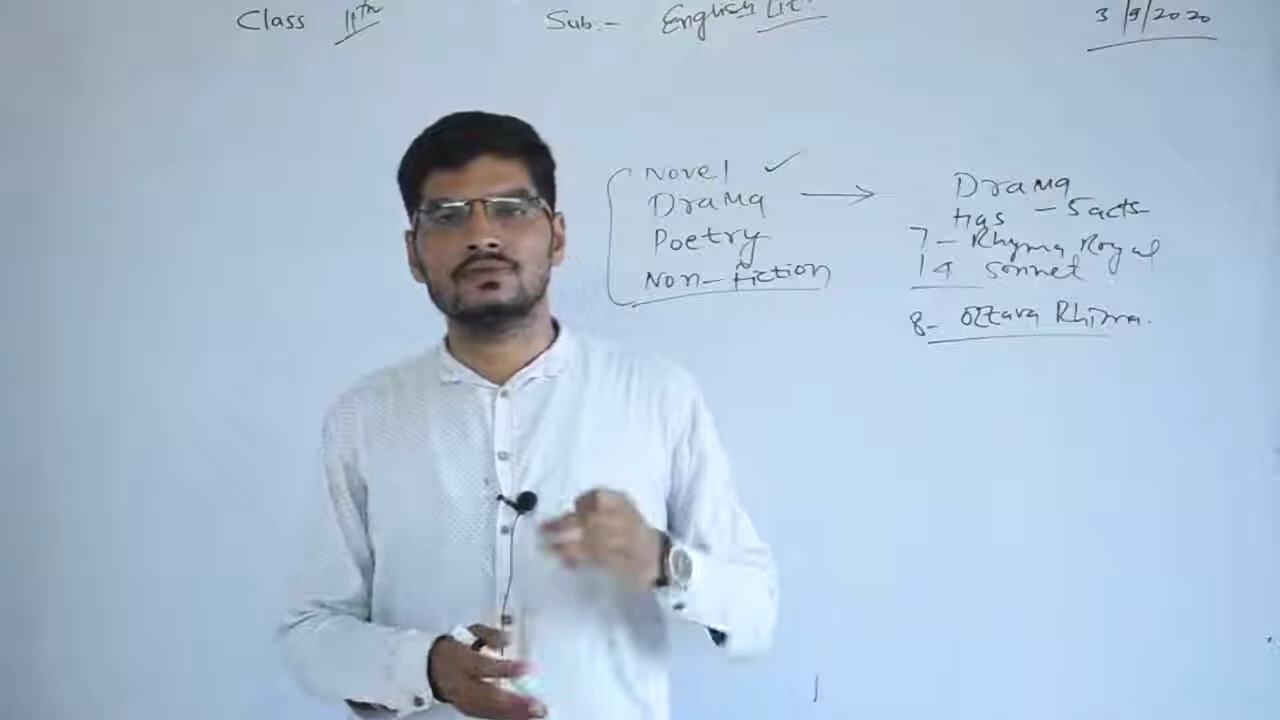 Class 11th Sub:- English Lit. 3/9/2020
Novel ✓
Drama →
Poetry
Non-fiction
Drama
Has - 5 acts
7 - Rhyma Royal
14 sonnet
8- Ottava Rhima.